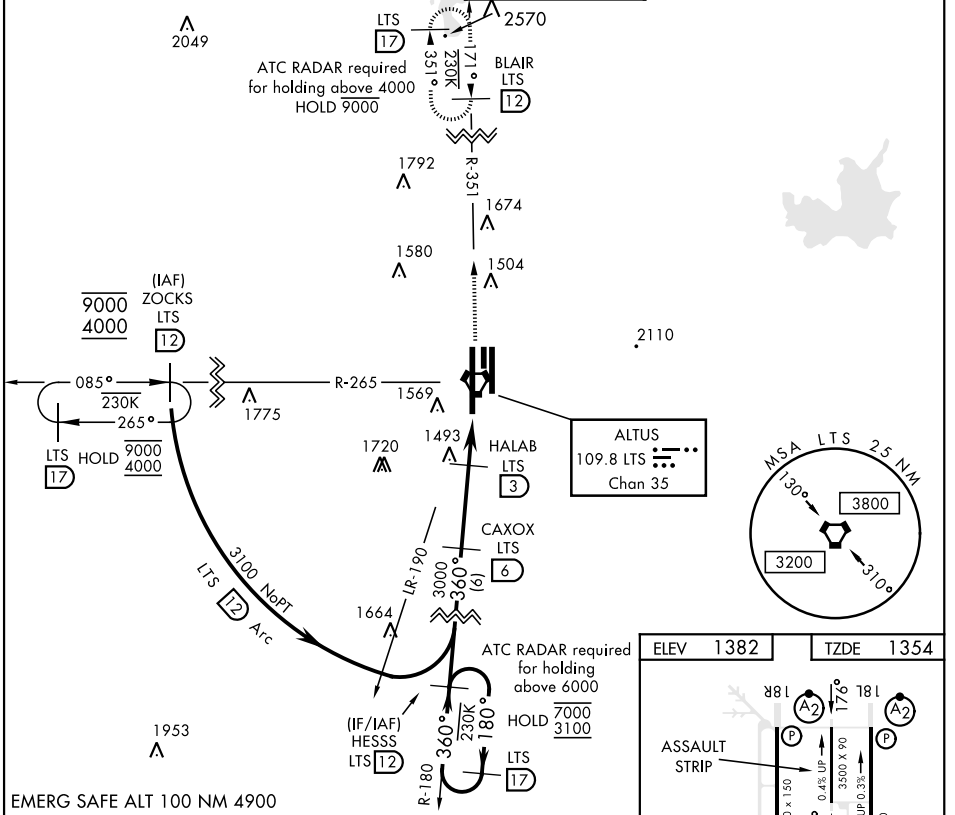 2049
LTS
17
2570
ATC RADAR required
for holding above 4000
HOLD 9000
351°
230K
171°
BLAIR
LTS
12
1792
R-351
1674
1580
1504
(IAF)
ZOCKS
LTS
12
9000
4000
2110
085°
230K
265°
R-265
1775
1569
LTS
17
HOLD 9000
4000
1720
1493
HALAB
LTS
3
ALTUS
109.8 LTS
Chan 35
MSA LTS 25 NM
130°
3800
3200
310°
CAXOX
LTS
6
LR-190
3000
360°
(6)
3100 NoPT
LTS 12 Arc
1664
ATC RADAR required
for holding
above 6000
HOLD 7000
3100
(IF/IAF)
HESSS
LTS 12
360°
230K
180°
R-180
LTS
17
1953
EMERG SAFE ALT 100 NM 4900
ELEV 1382
TZDE 1354
18R
A2
176°
18L
A2
P
P
ASSAULT
STRIP
0.4% UP
3500 X 90
UP 0.3%
0 x 150